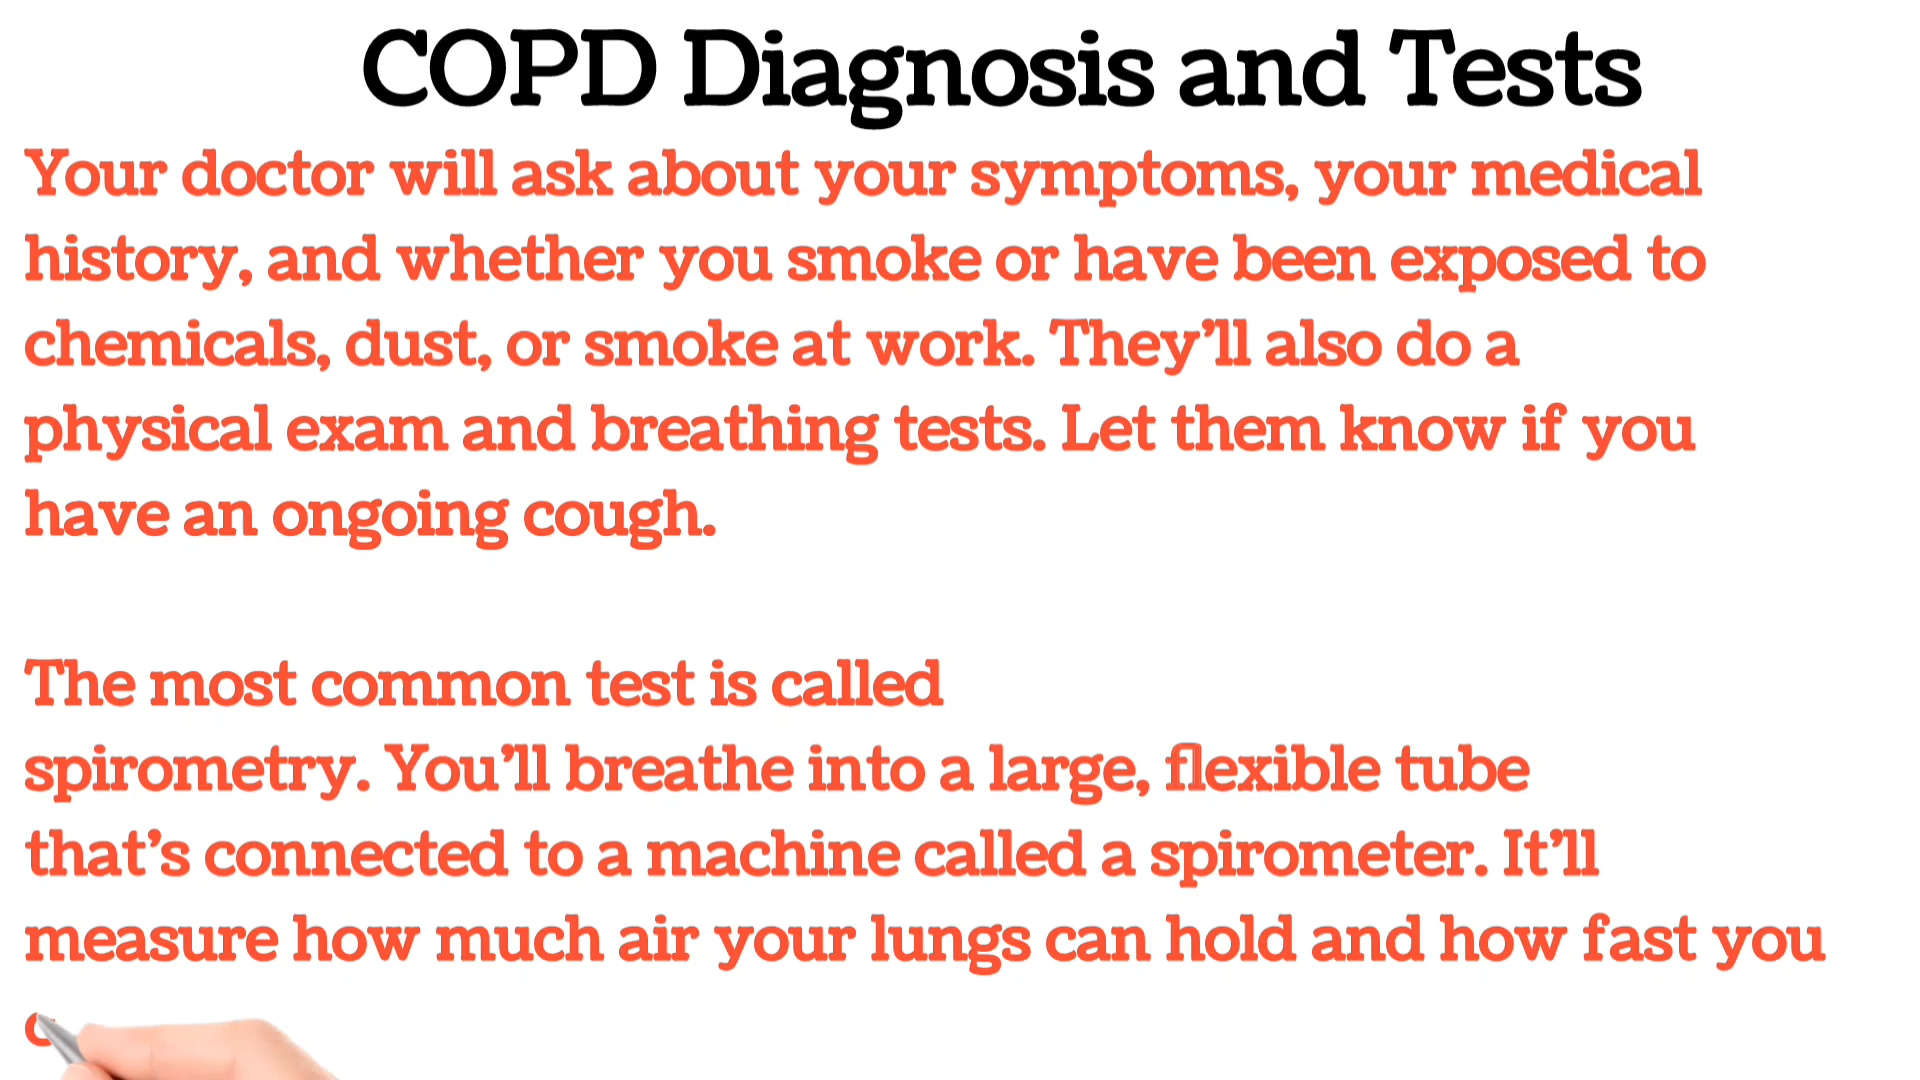 COPD Diagnosis and Tests
Your doctor will ask about your symptoms, your medical
history, and whether you smoke or have been exposed to
chemicals, dust, or smoke at work. They’ll also do a
physical exam and breathing tests. Let them know if you
have an ongoing cough.
The most common test is called
spirometry. You’ll breathe into a large, flexible tube
that’s connected to a machine called a spirometer. It’ll
measure how much air your lungs can hold and how fast you